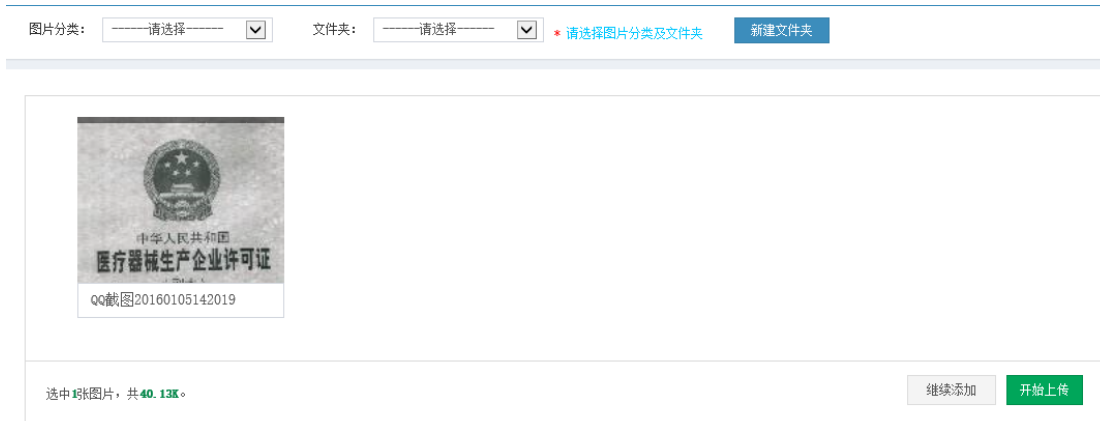 图片分类： ------请选择------ 文件夹： ------请选择------ * 请选择图片分类及文件夹 新建文件夹
中华人民共和国
医疗器械生产企业许可证
QQ截图20160105142019
选中1张图片，共40.13K。 继续添加 开始上传